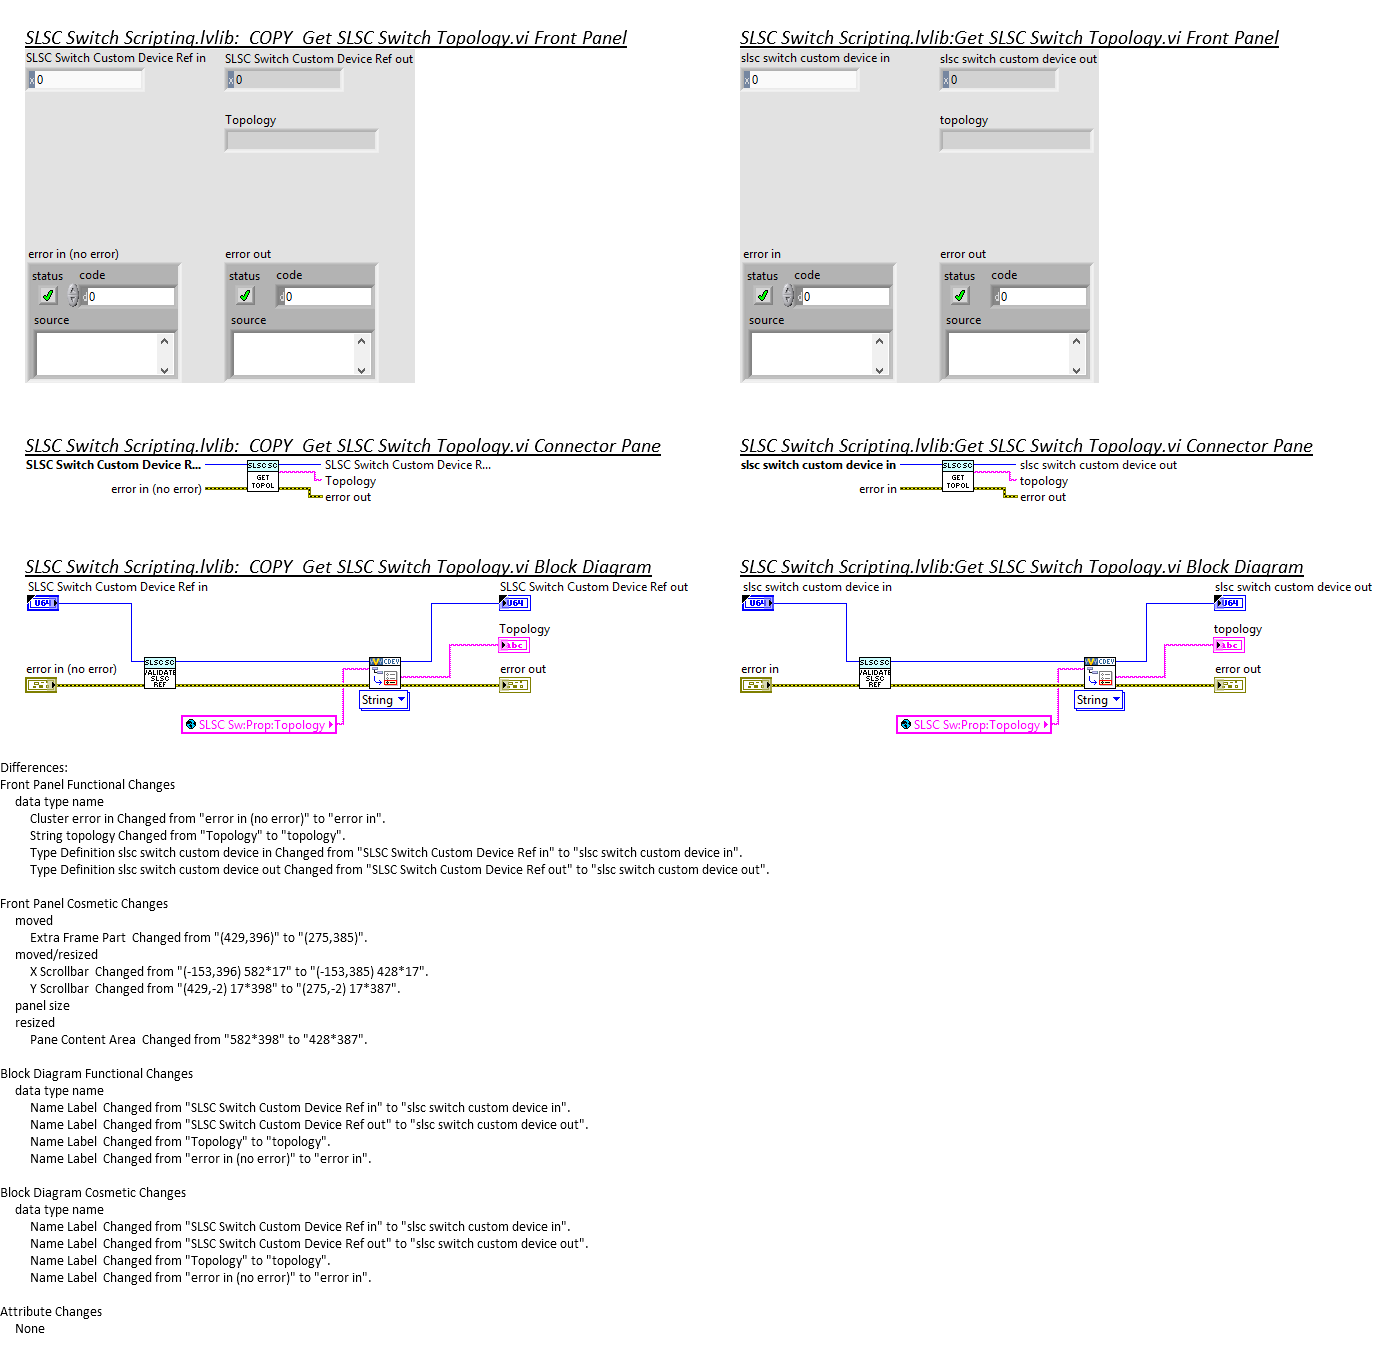 SLSC Switch Scripting.lvlib:  COPY  Get SLSC Switch Topology.vi Front Panel
SLSC Switch Custom Device Ref in
SLSC Switch Custom Device Ref out
x 0
x 0
Topology
error in (no error)
error out
status
code
status
code
d 0
d 0
source
source
SLSC Switch Scripting.lvlib:Get SLSC Switch Topology.vi Front Panel
slsc switch custom device in
slsc switch custom device out
x 0
x 0
topology
error in
error out
status
code
status
code
d 0
d 0
source
source
SLSC Switch Scripting.lvlib:  COPY  Get SLSC Switch Topology.vi Connector Pane
SLSC Switch Custom Device R...
SLSC SC
SLSC Switch Custom Device R...
GET
TOPOL
Topology
error in (no error)
error out
SLSC Switch Scripting.lvlib:Get SLSC Switch Topology.vi Connector Pane
slsc switch custom device in
SLSC SC
slsc switch custom device out
GET
TOPOL
topology
error in
error out
SLSC Switch Scripting.lvlib:  COPY  Get SLSC Switch Topology.vi Block Diagram
SLSC Switch Custom Device Ref in
SLSC Switch Custom Device Ref out
U64
U64
Topology
abc
error in (no error)
SLSC SC
VALIDATE
SLSC
REF
CDEV
error out
String
SLSC Sw:Prop:Topology
SLSC Switch Scripting.lvlib:Get SLSC Switch Topology.vi Block Diagram
slsc switch custom device in
slsc switch custom device out
U64
U64
topology
abc
error in
SLSC SC
VALIDATE
SLSC
REF
CDEV
error out
String
SLSC Sw:Prop:Topology
Differences:
Front Panel Functional Changes
data type name
Cluster error in Changed from "error in (no error)" to "error in".
String topology Changed from "Topology" to "topology".
Type Definition slsc switch custom device in Changed from "SLSC Switch Custom Device Ref in" to "slsc switch custom device in".
Type Definition slsc switch custom device out Changed from "SLSC Switch Custom Device Ref out" to "slsc switch custom device out".
Front Panel Cosmetic Changes
moved
Extra Frame Part  Changed from "(429,396)" to "(275,385)".
moved/resized
X Scrollbar  Changed from "(-153,396) 582*17" to "(-153,385) 428*17".
Y Scrollbar  Changed from "(429,-2) 17*398" to "(275,-2) 17*387".
panel size
resized
Pane Content Area  Changed from "582*398" to "428*387".
Block Diagram Functional Changes
data type name
Name Label  Changed from "SLSC Switch Custom Device Ref in" to "slsc switch custom device in".
Name Label  Changed from "SLSC Switch Custom Device Ref out" to "slsc switch custom device out".
Name Label  Changed from "Topology" to "topology".
Name Label  Changed from "error in (no error)" to "error in".
Block Diagram Cosmetic Changes
data type name
Name Label  Changed from "SLSC Switch Custom Device Ref in" to "slsc switch custom device in".
Name Label  Changed from "SLSC Switch Custom Device Ref out" to "slsc switch custom device out".
Name Label  Changed from "Topology" to "topology".
Name Label  Changed from "error in (no error)" to "error in".
Attribute Changes
None